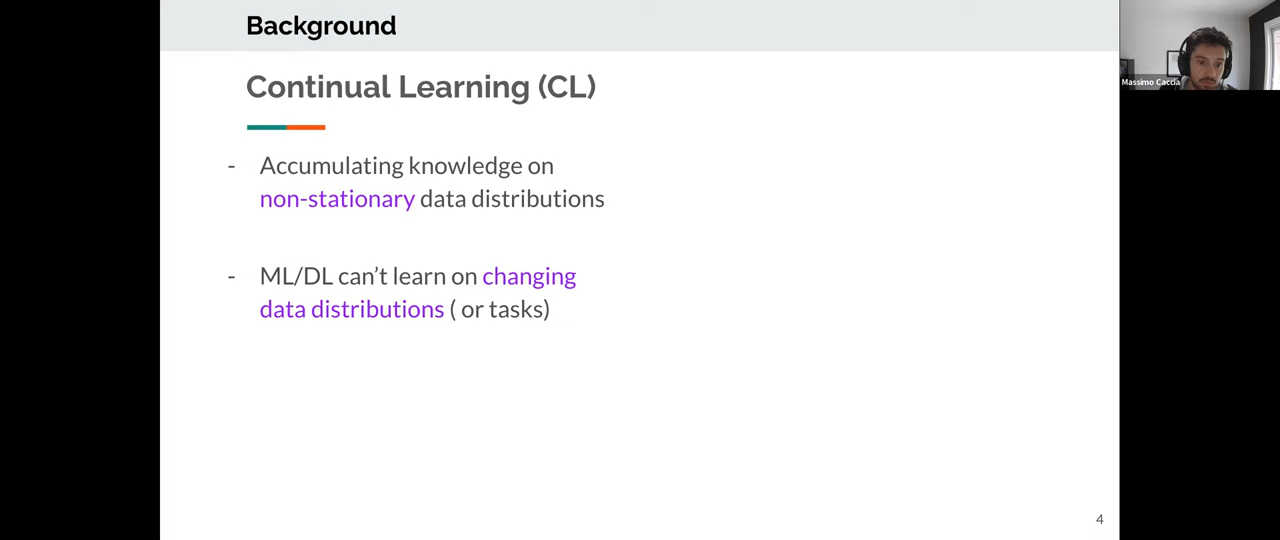 Background
Continual Learning (CL)
- Accumulating knowledge on
non-stationary data distributions
- ML/DL can’t learn on changing
data distributions ( or tasks)
4
Massimo Caccia